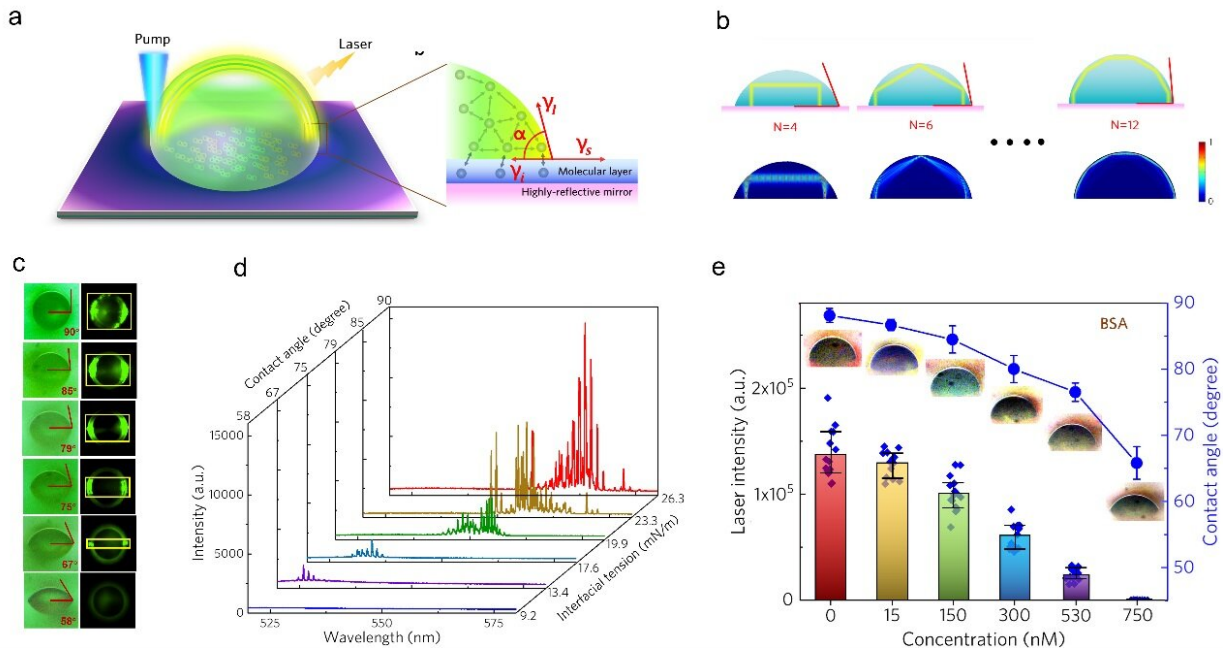 a
Pump
Laser
b
γl
α
γs
γi
Molecular layer
Highly-reflective mirror
b
N=4
N=6
N=12
1
0
c
90°
85°
79°
75°
67°
58°
d
Contact angle (degree)
90
85
79
75
67
58
Intensity (a.u.)
15000
12500
10000
7500
5000
2500
0
525
550
575
Wavelength (nm)
26.3
23.3
19.9
17.6
13.4
9.2
Interfacial tension (mN/m)
e
BSA
Laser intensity (a.u.)
2x10⁵
1x10⁵
0
90
80
70
60
50
Contact angle (degree)
0 15 150 300 530 750
Concentration (nM)